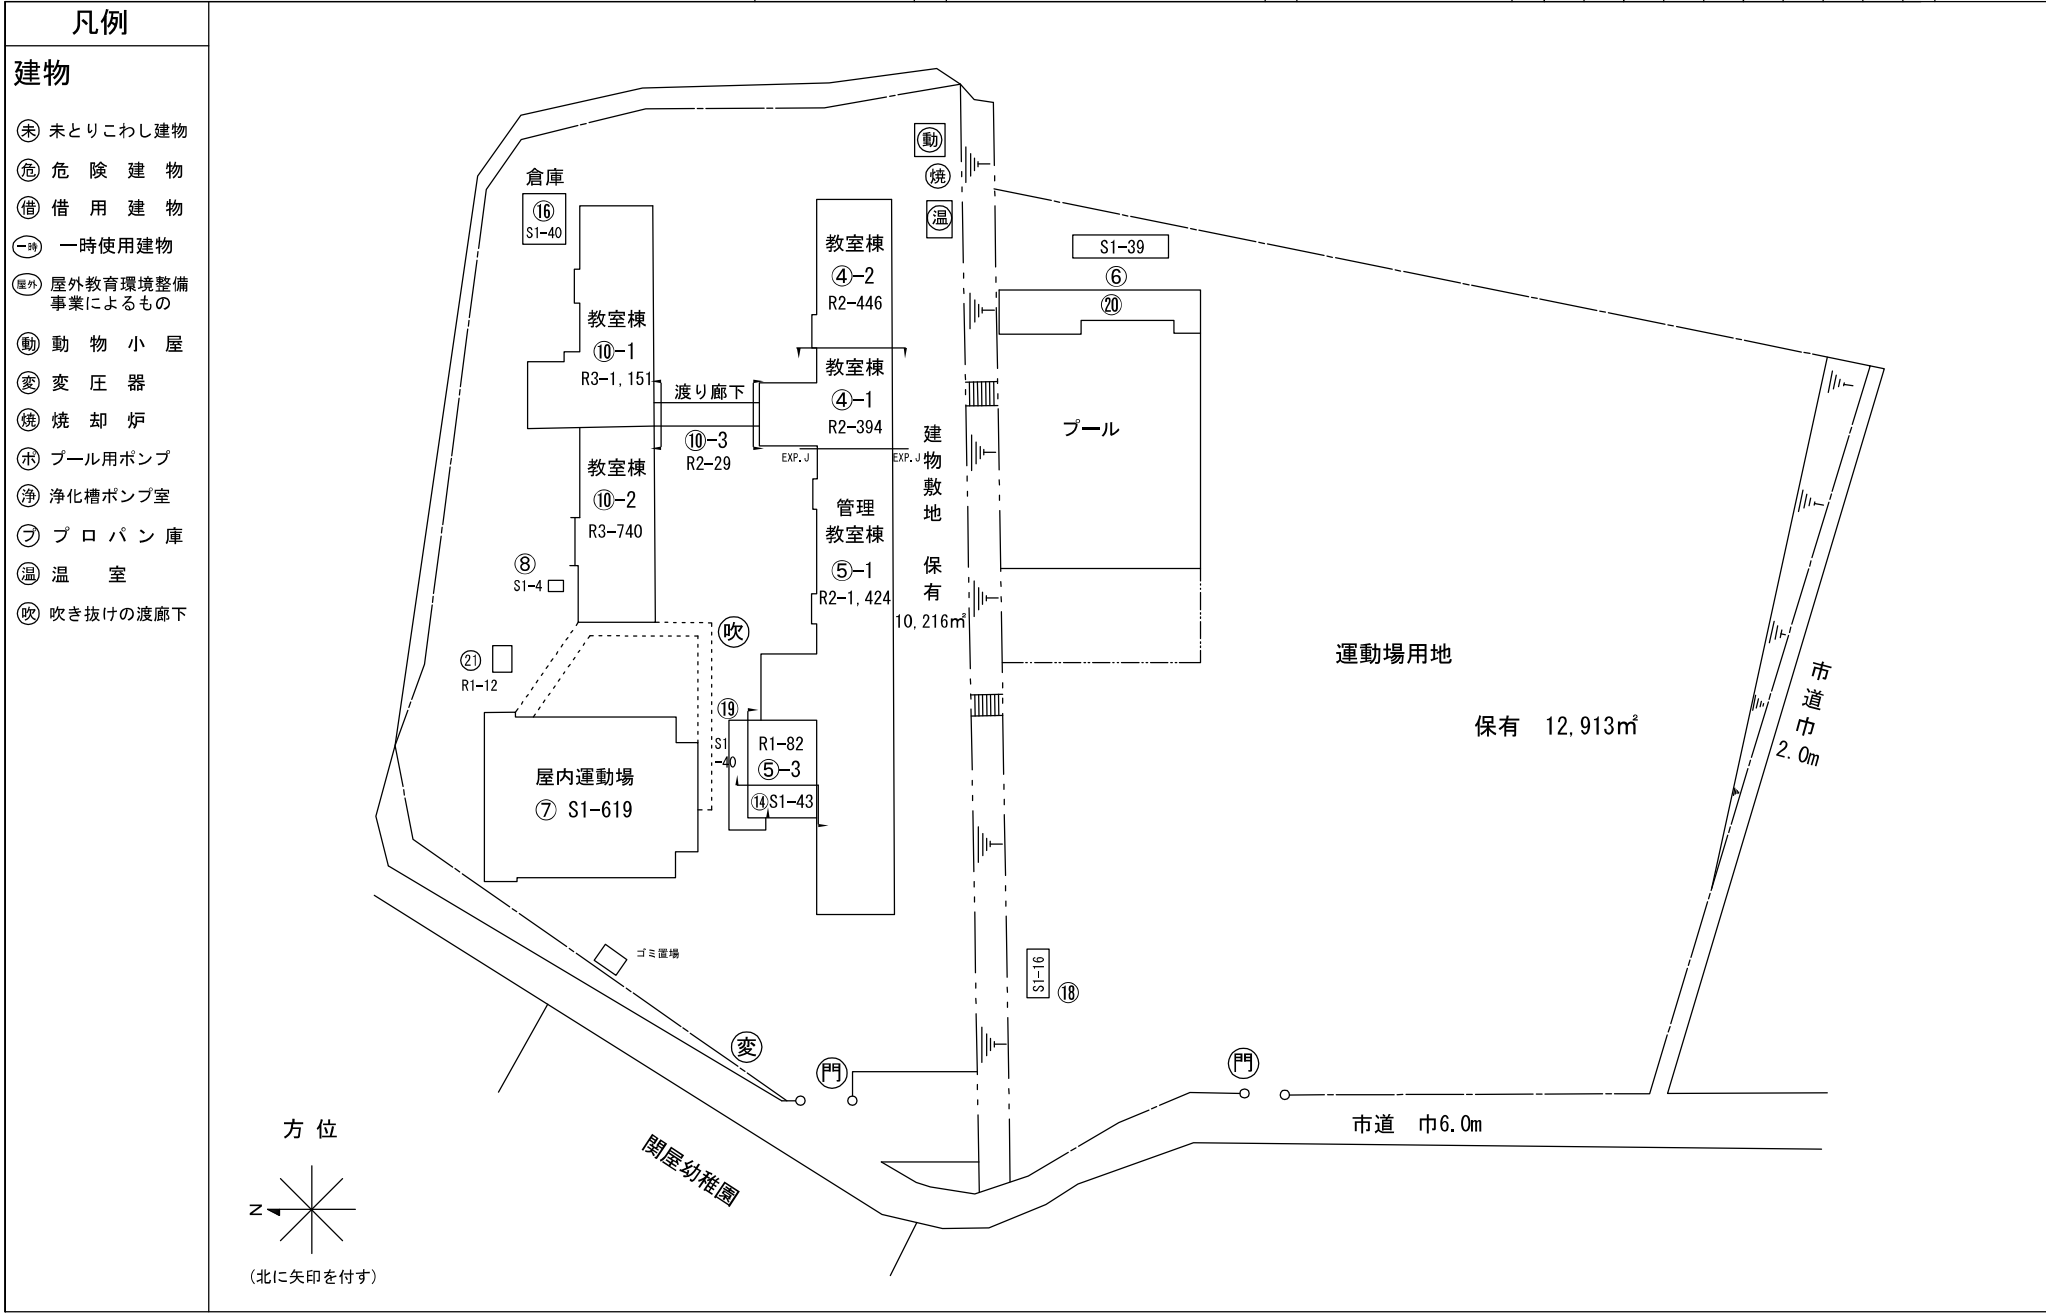 凡例
建物
未 未とりこわし建物
危 危険建物
借 借用建物
一時 一時使用建物
屋外 屋外教育環境整備
事業によるもの
動 動物小屋
変 変圧器
焼 焼却炉
ポ プール用ポンプ
浄 浄化槽ポンプ室
プ プロパン庫
温 温室
吹 吹き抜けの渡廊下
方位
N
(北に矢印を付す)
倉庫
⑯
S1-40
教室棟
⑩-1
R3-1,151
教室棟
⑩-2
R3-740
⑧
S1-4
㉑
R1-12
渡り廊下
⑩-3
R2-29
教室棟
④-2
R2-446
教室棟
④-1
R2-394
EXP.J
EXP.J
管理
教室棟
⑤-1
R2-1,424
吹
⑲
S1
-40
R1-82
⑤-3
⑭S1-43
屋内運動場
⑦ S1-619
ゴミ置場
変
門
関屋幼稚園
動
焼
温
建物敷地 保有
10,216㎡
S1-39
⑥
⑳
プール
運動場用地
保有 12,913㎡
市道巾
2.0m
S1-16
⑱
門
市道 巾6.0m